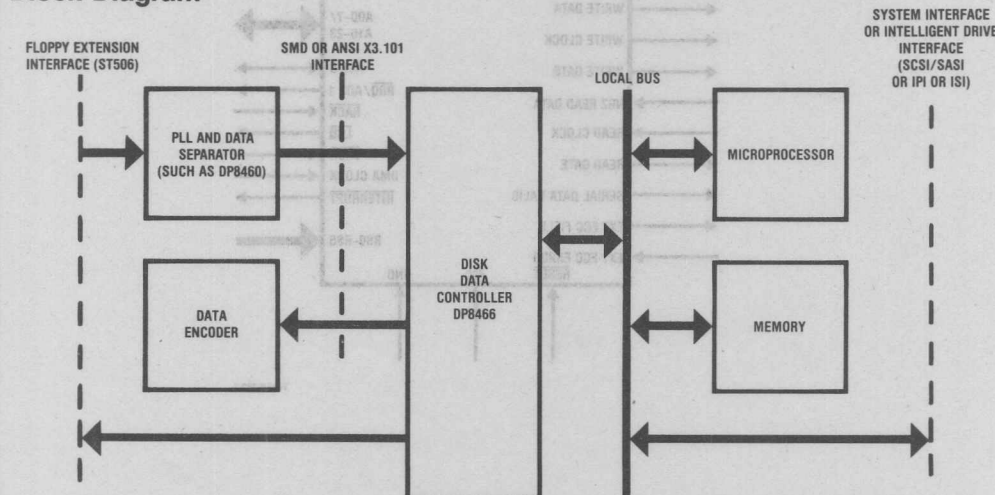 Block Diagram
FLOPPY EXTENSION
INTERFACE (ST506)
SMD OR ANSI X3.101
INTERFACE
SYSTEM INTERFACE
OR INTELLIGENT DRIVE
INTERFACE
(SCSI/SASI
OR IPI OR ISI)
LOCAL BUS
PLL AND DATA
SEPARATOR
(SUCH AS DP8460)
MICROPROCESSOR
DISK
DATA
CONTROLLER
DP8466
DATA
ENCODER
MEMORY